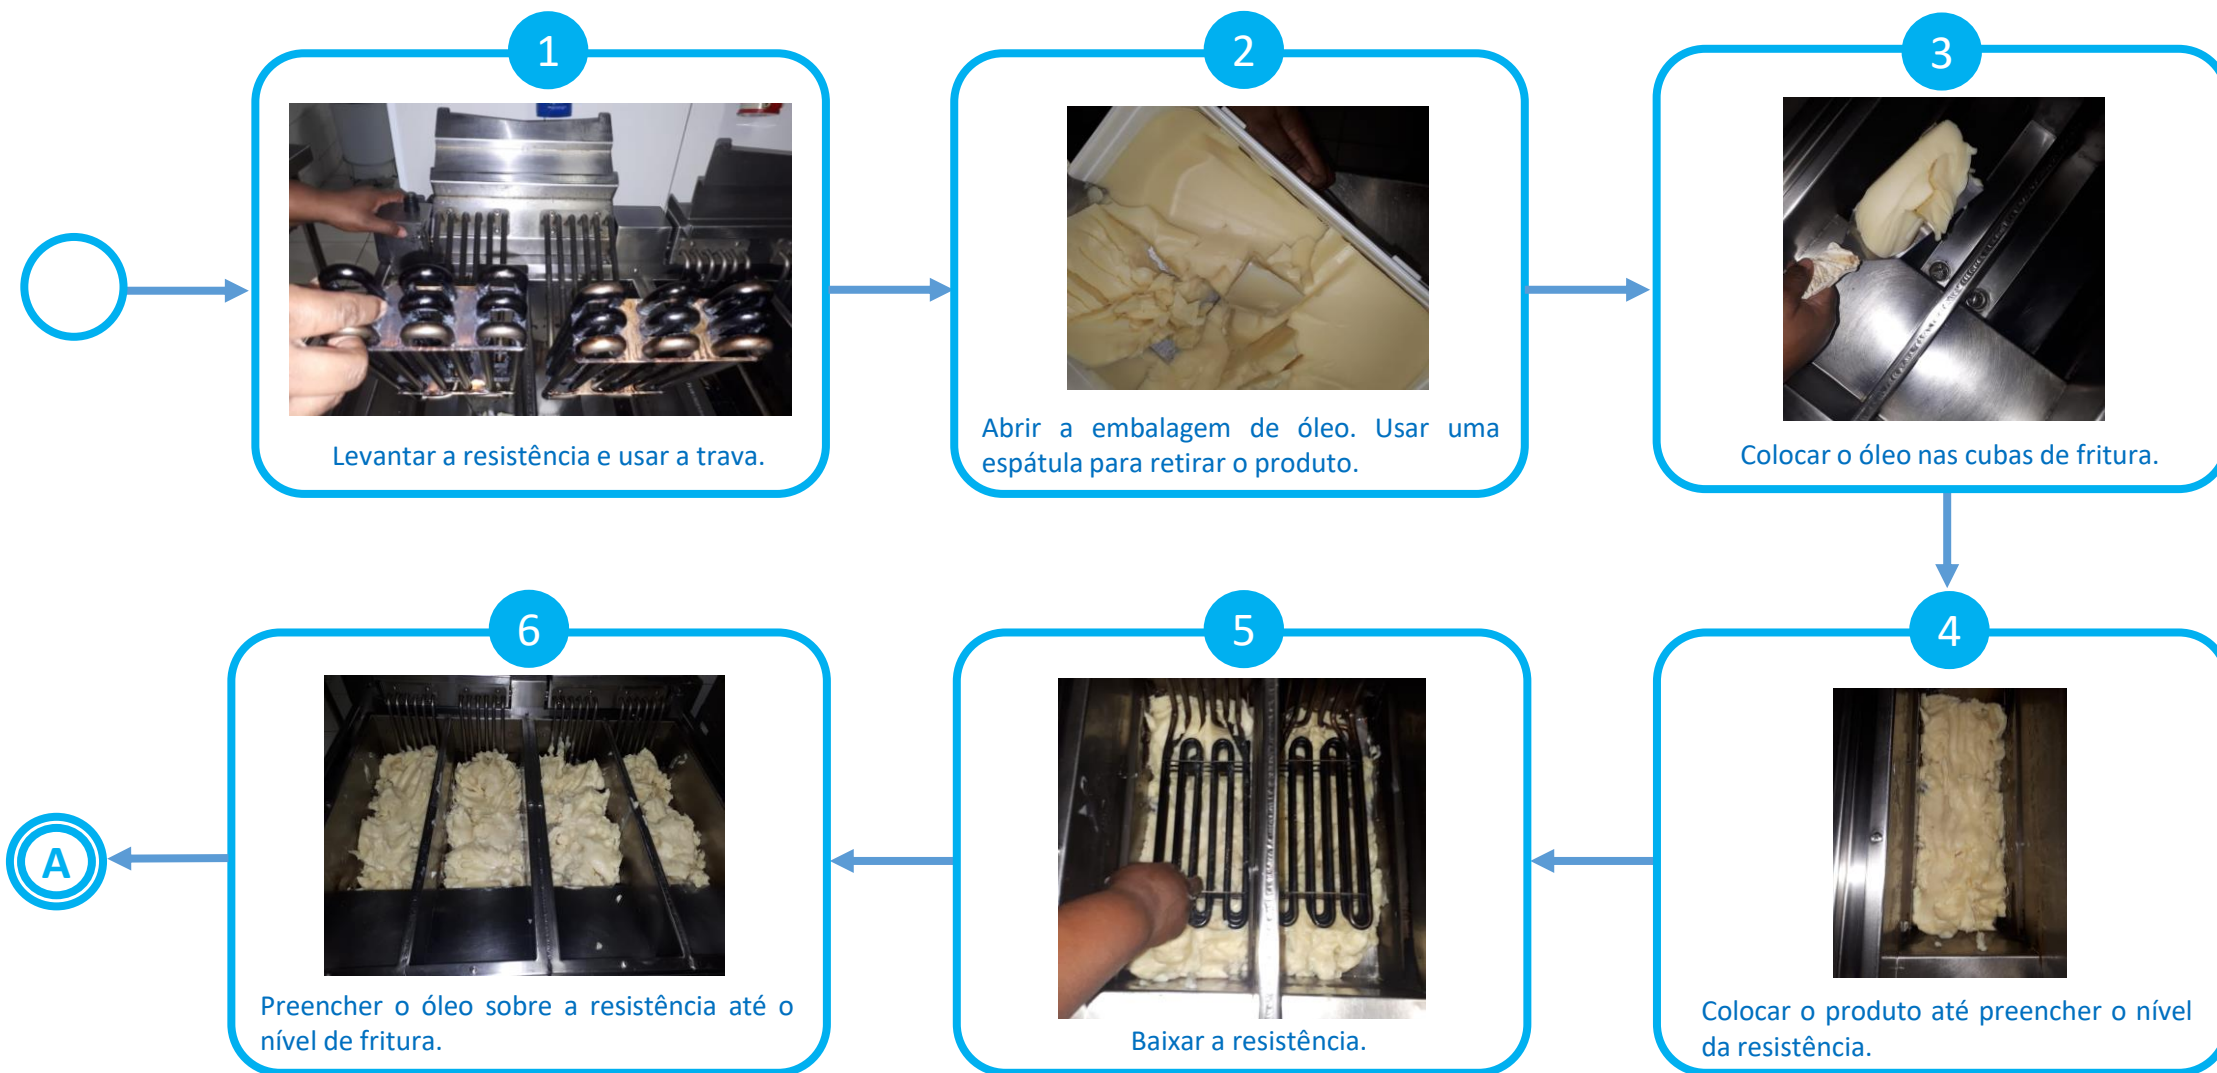 1
Levantar a resistência e usar a trava.
2
Abrir a embalagem de óleo. Usar uma
espátula para retirar o produto.
3
Colocar o óleo nas cubas de fritura.
4
Colocar o produto até preencher o nível
da resistência.
5
Baixar a resistência.
6
Preencher o óleo sobre a resistência até o
nível de fritura.
A